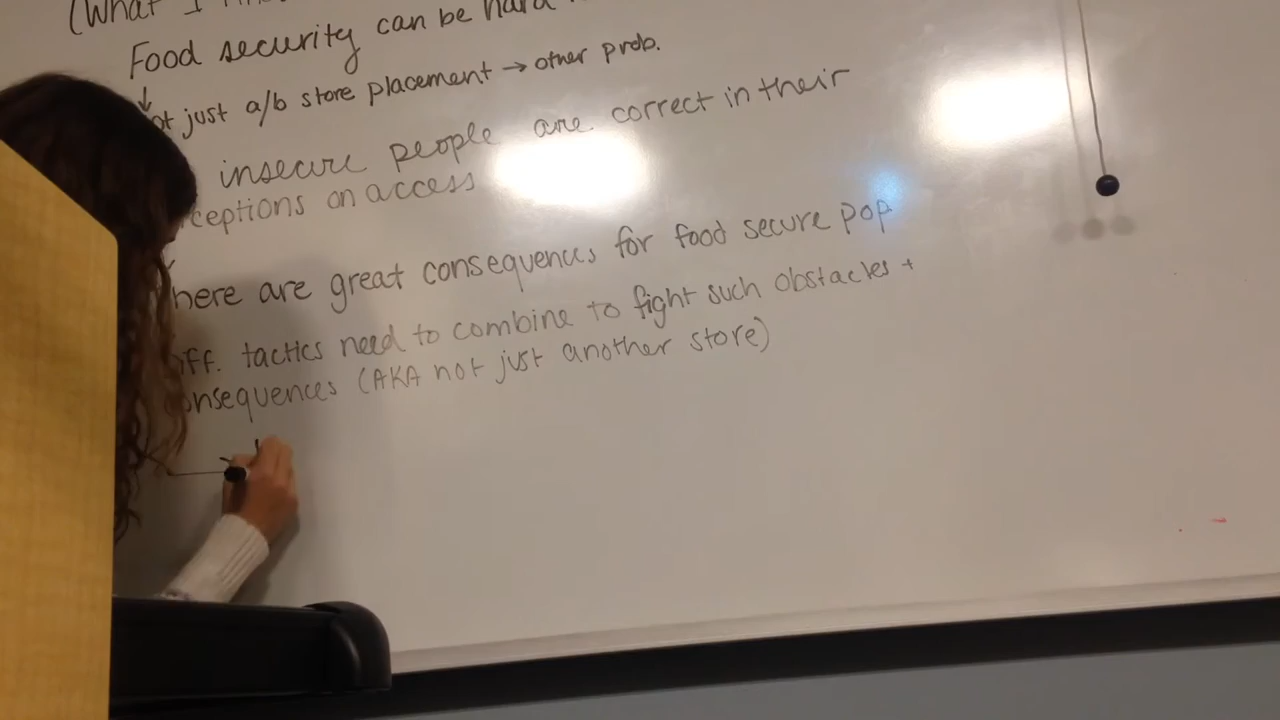 (What I
Food security can be hard
just a/b store placement → other prob.
insecure people are correct in their
ceptions on access
here are great consequences for food secure pop
ff. tactics need to combine to fight such obstacles +
onsequences (AKA not just another store)